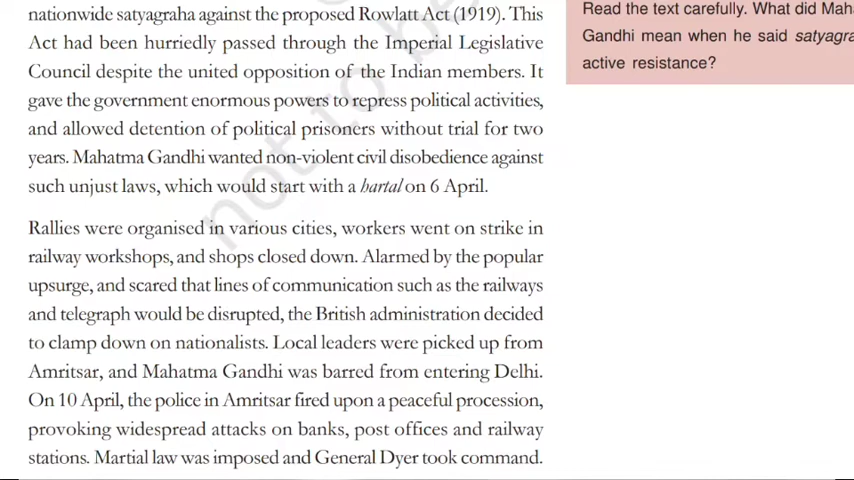 nationwide satyagraha against the proposed Rowlatt Act (1919). This
Act had been hurriedly passed through the Imperial Legislative
Council despite the united opposition of the Indian members. It
gave the government enormous powers to repress political activities,
and allowed detention of political prisoners without trial for two
years. Mahatma Gandhi wanted non-violent civil disobedience against
such unjust laws, which would start with a hartal on 6 April.
Rallies were organised in various cities, workers went on strike in
railway workshops, and shops closed down. Alarmed by the popular
upsurge, and scared that lines of communication such as the railways
and telegraph would be disrupted, the British administration decided
to clamp down on nationalists. Local leaders were picked up from
Amritsar, and Mahatma Gandhi was barred from entering Delhi.
On 10 April, the police in Amritsar fired upon a peaceful procession,
provoking widespread attacks on banks, post offices and railway
stations. Martial law was imposed and General Dyer took command.
Read the text carefully. What did Mah
Gandhi mean when he said satyagra
active resistance?
not to be